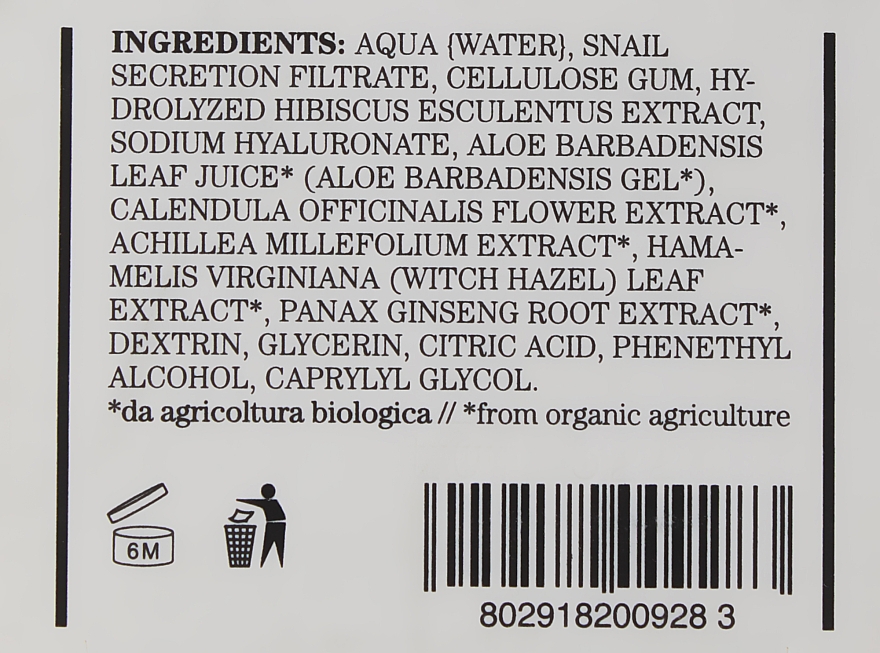 INGREDIENTS: AQUA {WATER}, SNAIL
SECRETION FILTRATE, CELLULOSE GUM, HY-
DROLYZED HIBISCUS ESCULENTUS EXTRACT,
SODIUM HYALURONATE, ALOE BARBADENSIS
LEAF JUICE* (ALOE BARBADENSIS GEL*),
CALENDULA OFFICINALIS FLOWER EXTRACT*,
ACHILLEA MILLEFOLIUM EXTRACT*, HAMA-
MELIS VIRGINIANA (WITCH HAZEL) LEAF
EXTRACT*, PANAX GINSENG ROOT EXTRACT*,
DEXTRIN, GLYCERIN, CITRIC ACID, PHENETHYL
ALCOHOL, CAPRYLYL GLYCOL.
*da agricoltura biologica // *from organic agriculture
6M
802918200928 3